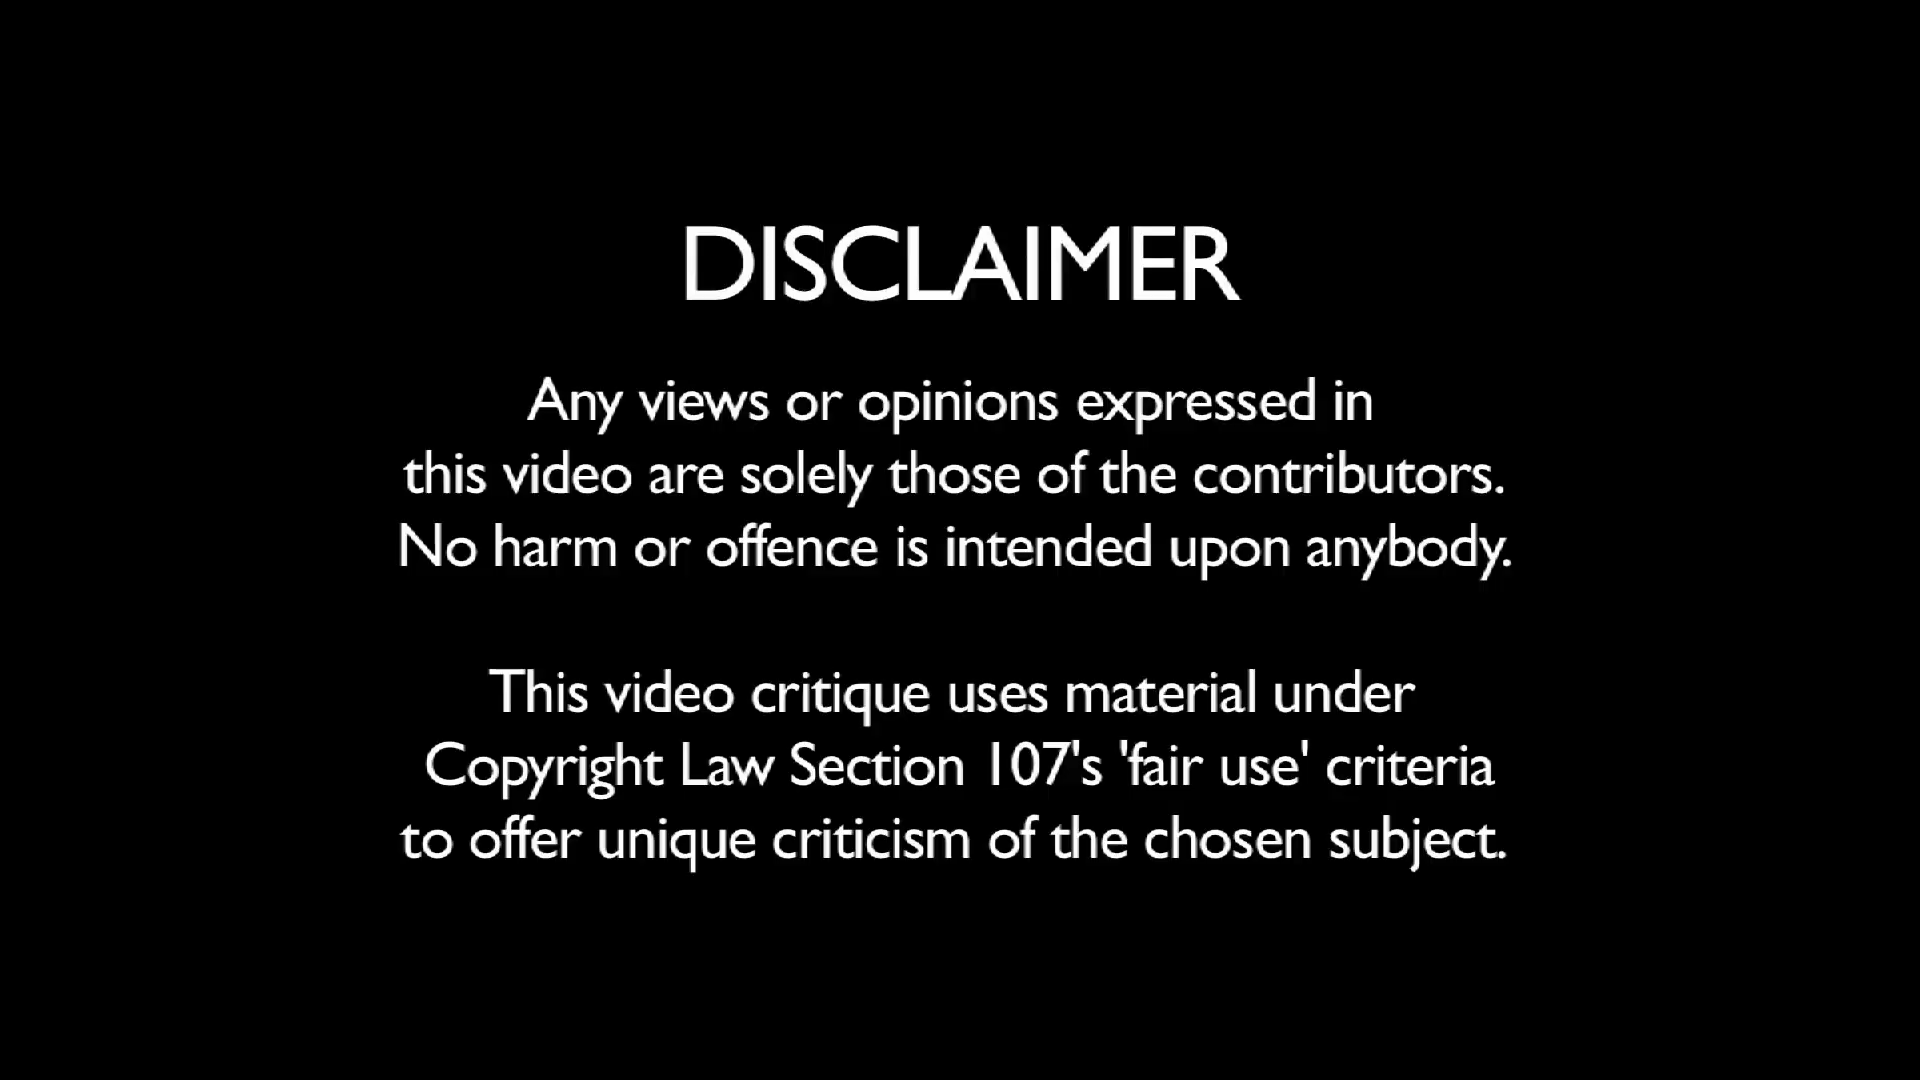 DISCLAIMER
Any views or opinions expressed in
this video are solely those of the contributors.
No harm or offence is intended upon anybody.
This video critique uses material under
Copyright Law Section 107's 'fair use' criteria
to offer unique criticism of the chosen subject.